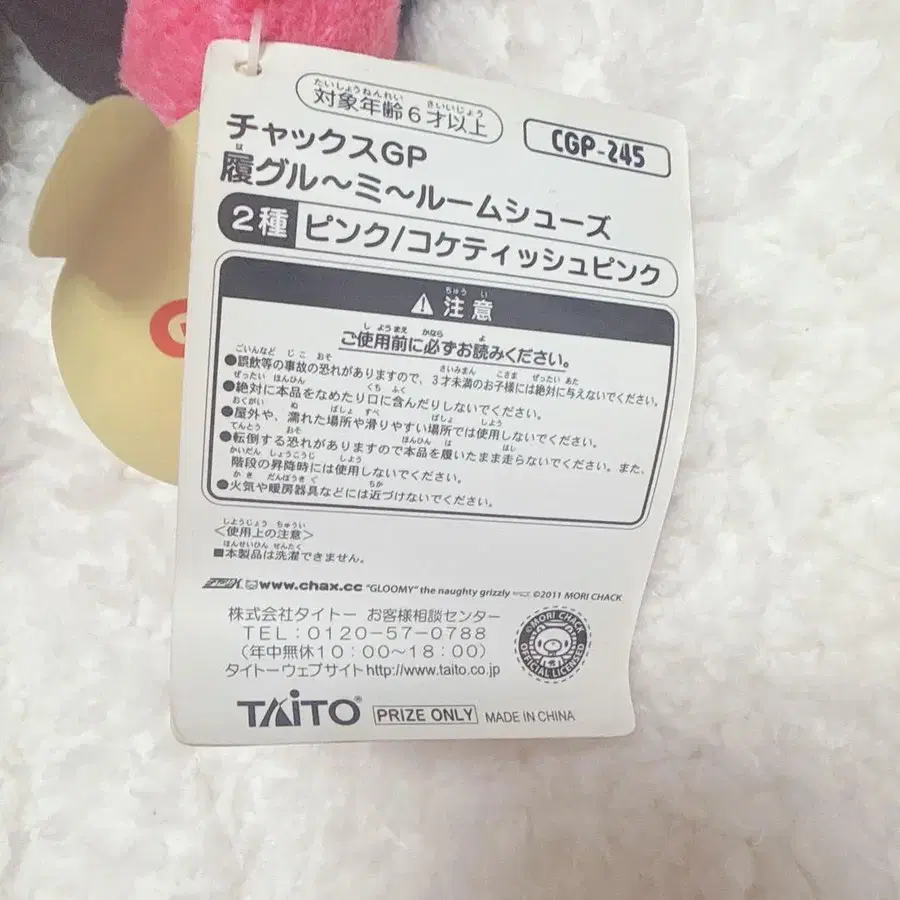 対象年齢6才以上
CGP-245
チャックスGP
履グル～ミ～ルームシューズ
2種 ピンク/コケティッシュピンク
注意
ご使用前に必ずお読みください。
●誤飲等の事故の恐れがありますので、3才未満のお子様には絶対に与えないでください。
●絶対に本品をなめたり口に含んだりしないでください。
●屋外や、濡れた場所や滑りやすい場所では使用しないでください。
●転倒する恐れがありますので本品を履いたまま走らないでください。また、
階段の昇降時には使用しないでください。
●火気や暖房器具などには近づけないでください。
＜使用上の注意＞
■本製品は洗濯できません。
www.chax.cc "GLOOMY" the naughty grizzly ©2011 MORI CHACK
株式会社タイトー お客様相談センター
TEL：0120-57-0788
（年中無休10：00～18：00）
タイトーウェブサイトhttp://www.taito.co.jp
©MORI CHACK
OFFICIAL LICENSED
TAITO® PRIZE ONLY MADE IN CHINA